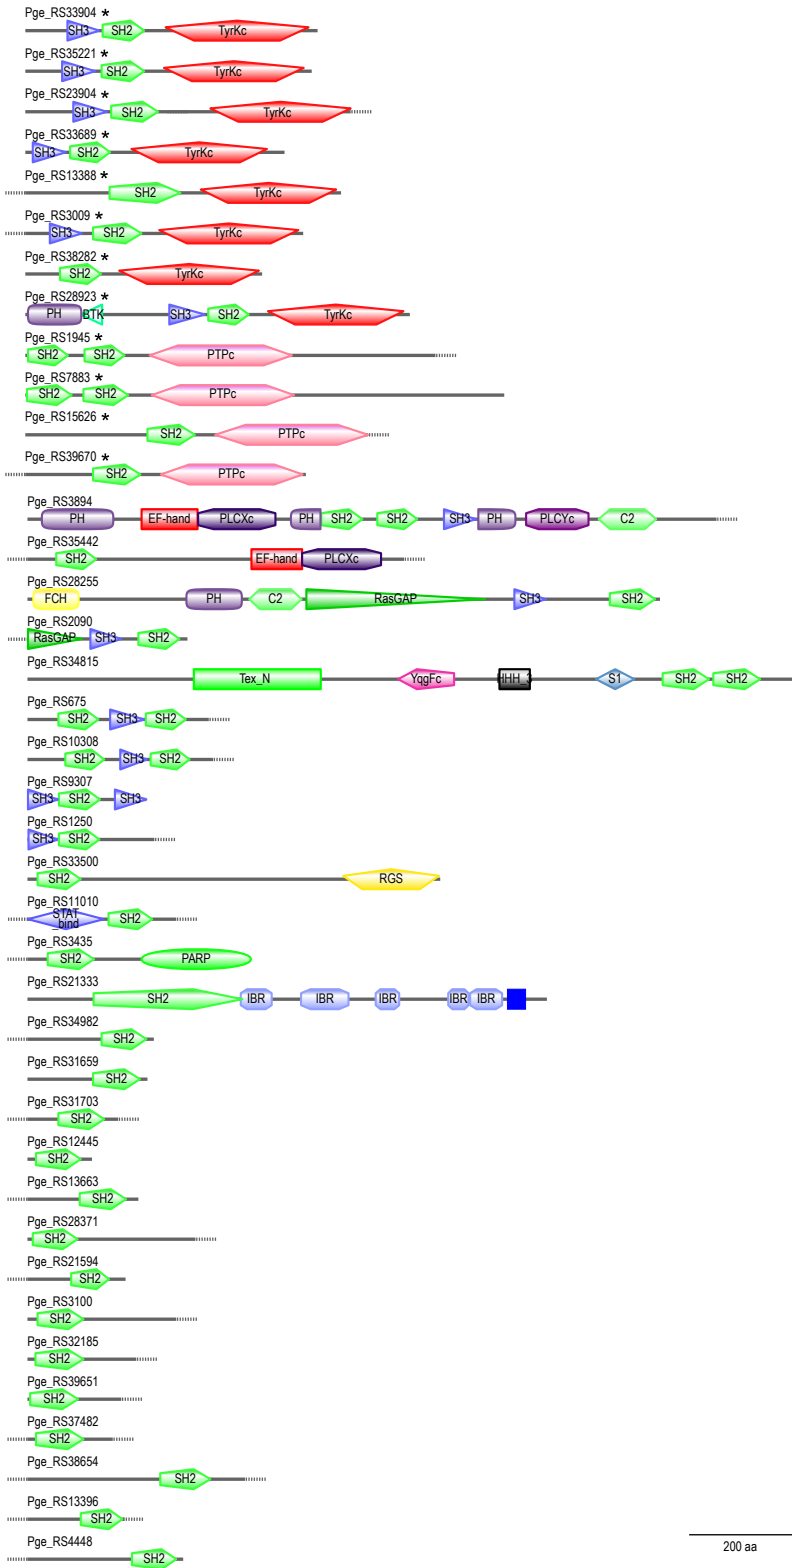 Pge_RS33904 *
SH3 SH2 TyrKc
Pge_RS35221 *
SH3 SH2 TyrKc
Pge_RS23904 *
SH3 SH2 TyrKc
Pge_RS33689 *
SH3 SH2 TyrKc
Pge_RS13388 *
SH2 TyrKc
Pge_RS3009 *
SH3 SH2 TyrKc
Pge_RS38282 *
SH2 TyrKc
Pge_RS28923 *
PH BTK SH3 SH2 TyrKc
Pge_RS1945 *
SH2 SH2 PTPc
Pge_RS7883 *
SH2 SH2 PTPc
Pge_RS15626 *
SH2 PTPc
Pge_RS39670 *
SH2 PTPc
Pge_RS3894
PH EF-hand PLCXc PH SH2 SH2 SH3 PH PLCYc C2
Pge_RS35442
SH2 EF-hand PLCXc
Pge_RS28255
FCH PH C2 RasGAP SH3 SH2
Pge_RS2090
RasGAP SH3 SH2
Pge_RS34815
Tex_N YqgFc HHH_3 S1 SH2 SH2
Pge_RS675
SH2 SH3 SH2
Pge_RS10308
SH2 SH3 SH2
Pge_RS9307
SH3 SH2 SH3
Pge_RS1250
SH3 SH2
Pge_RS33500
SH2 RGS
Pge_RS11010
STAT_bind SH2
Pge_RS3435
SH2 PARP
Pge_RS21333
SH2 IBR IBR IBR IBR IBR
Pge_RS34982
SH2
Pge_RS31659
SH2
Pge_RS31703
SH2
Pge_RS12445
SH2
Pge_RS13663
SH2
Pge_RS28371
SH2
Pge_RS21594
SH2
Pge_RS3100
SH2
Pge_RS32185
SH2
Pge_RS39651
SH2
Pge_RS37482
SH2
Pge_RS38654
SH2
Pge_RS13396
SH2
Pge_RS4448
SH2
200 aa